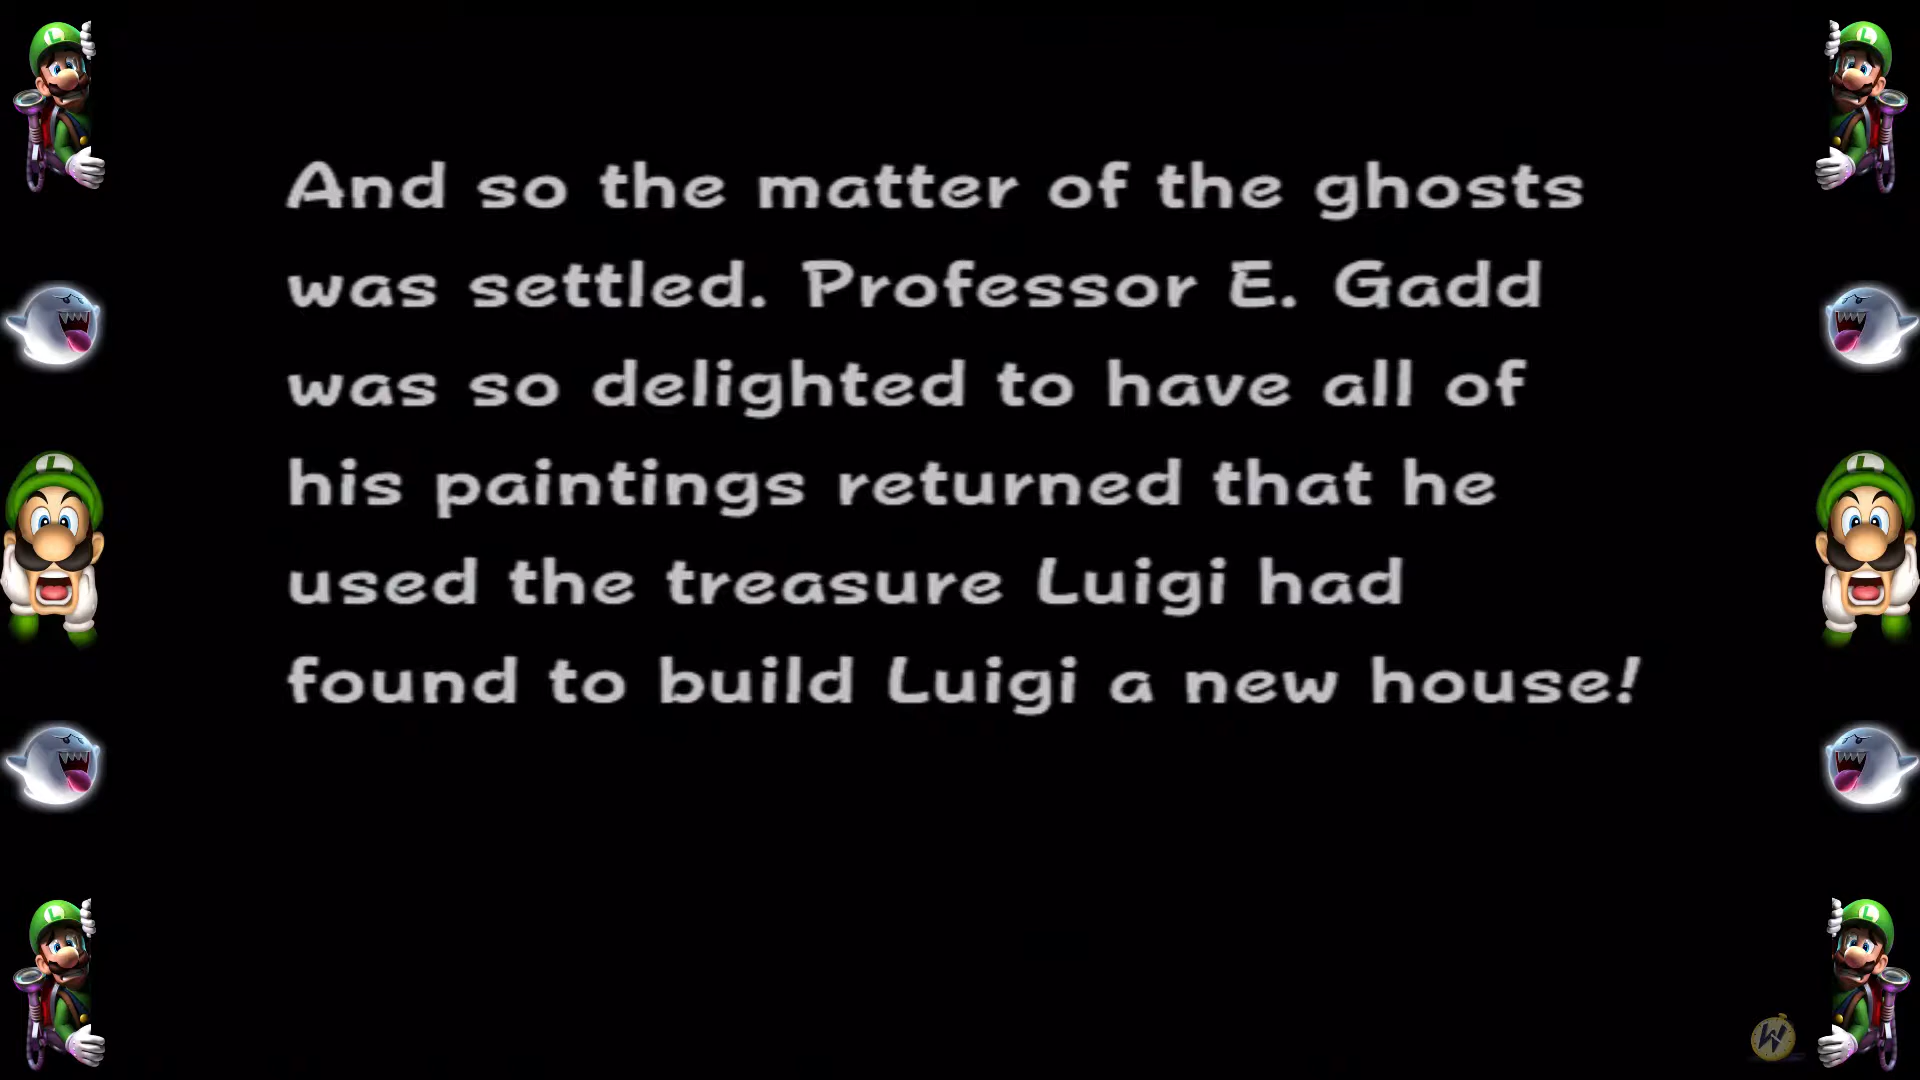 And so the matter of the ghosts
was settled. Professor E. Gadd
was so delighted to have all of
his paintings returned that he
used the treasure Luigi had
found to build Luigi a new house!